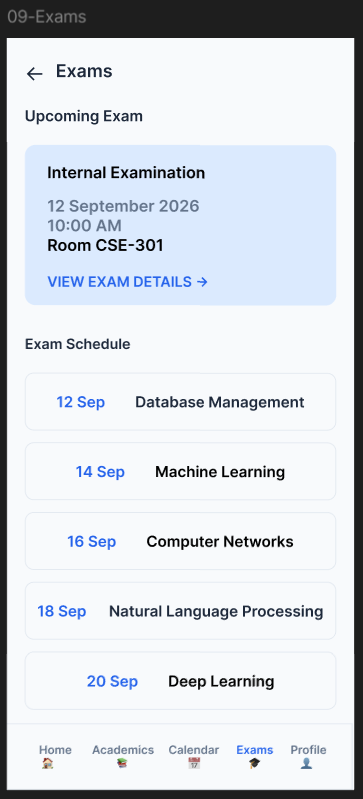 09-Exams
← Exams
Upcoming Exam
Internal Examination
12 September 2026
10:00 AM
Room CSE-301
VIEW EXAM DETAILS →
Exam Schedule
12 Sep Database Management
14 Sep Machine Learning
16 Sep Computer Networks
18 Sep Natural Language Processing
20 Sep Deep Learning
Home Academics Calendar Exams Profile